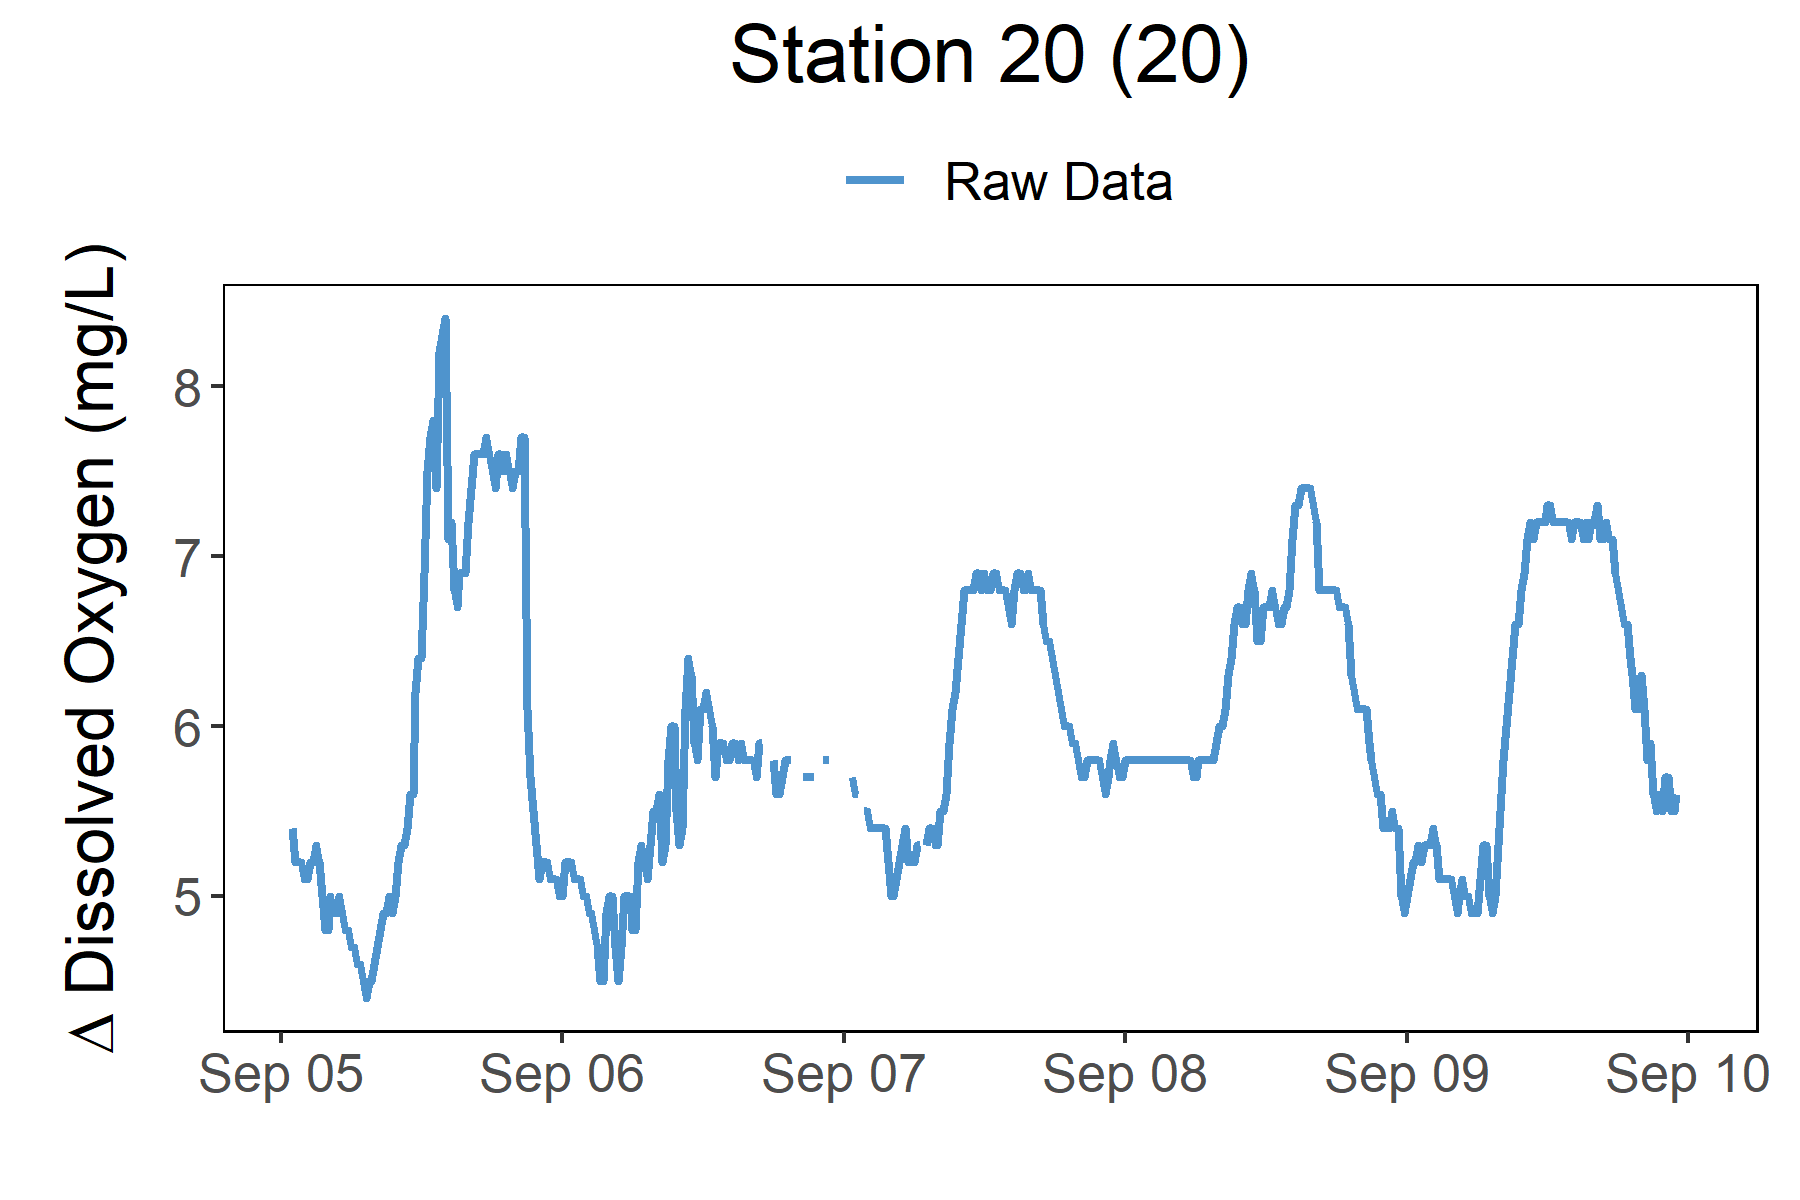 Station 20 (20)
Raw Data
Δ Dissolved Oxygen (mg/L)
8
7
6
5
Sep 05 Sep 06 Sep 07 Sep 08 Sep 09 Sep 10